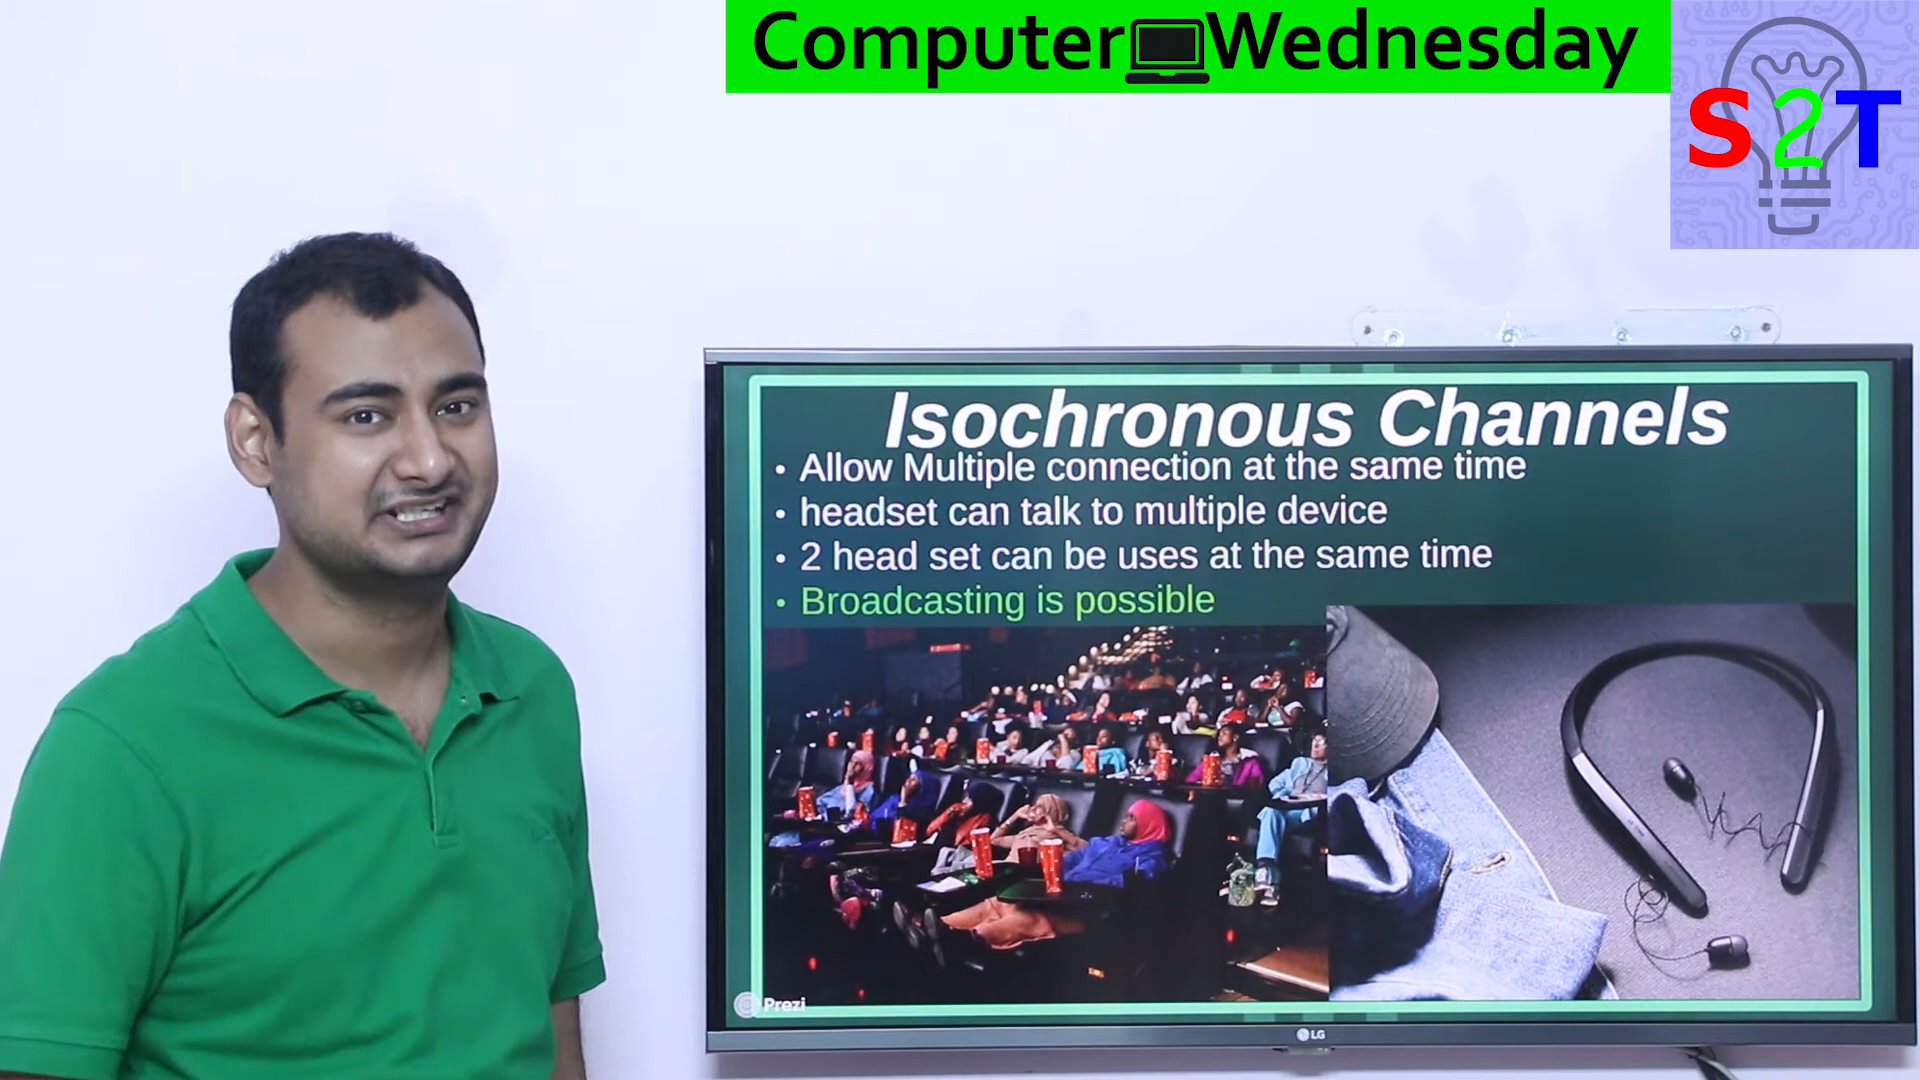 Computer Wednesday
S2T
Isochronous Channels
• Allow Multiple connection at the same time
• headset can talk to multiple device
• 2 head set can be uses at the same time
• Broadcasting is possible
Prezi
LG